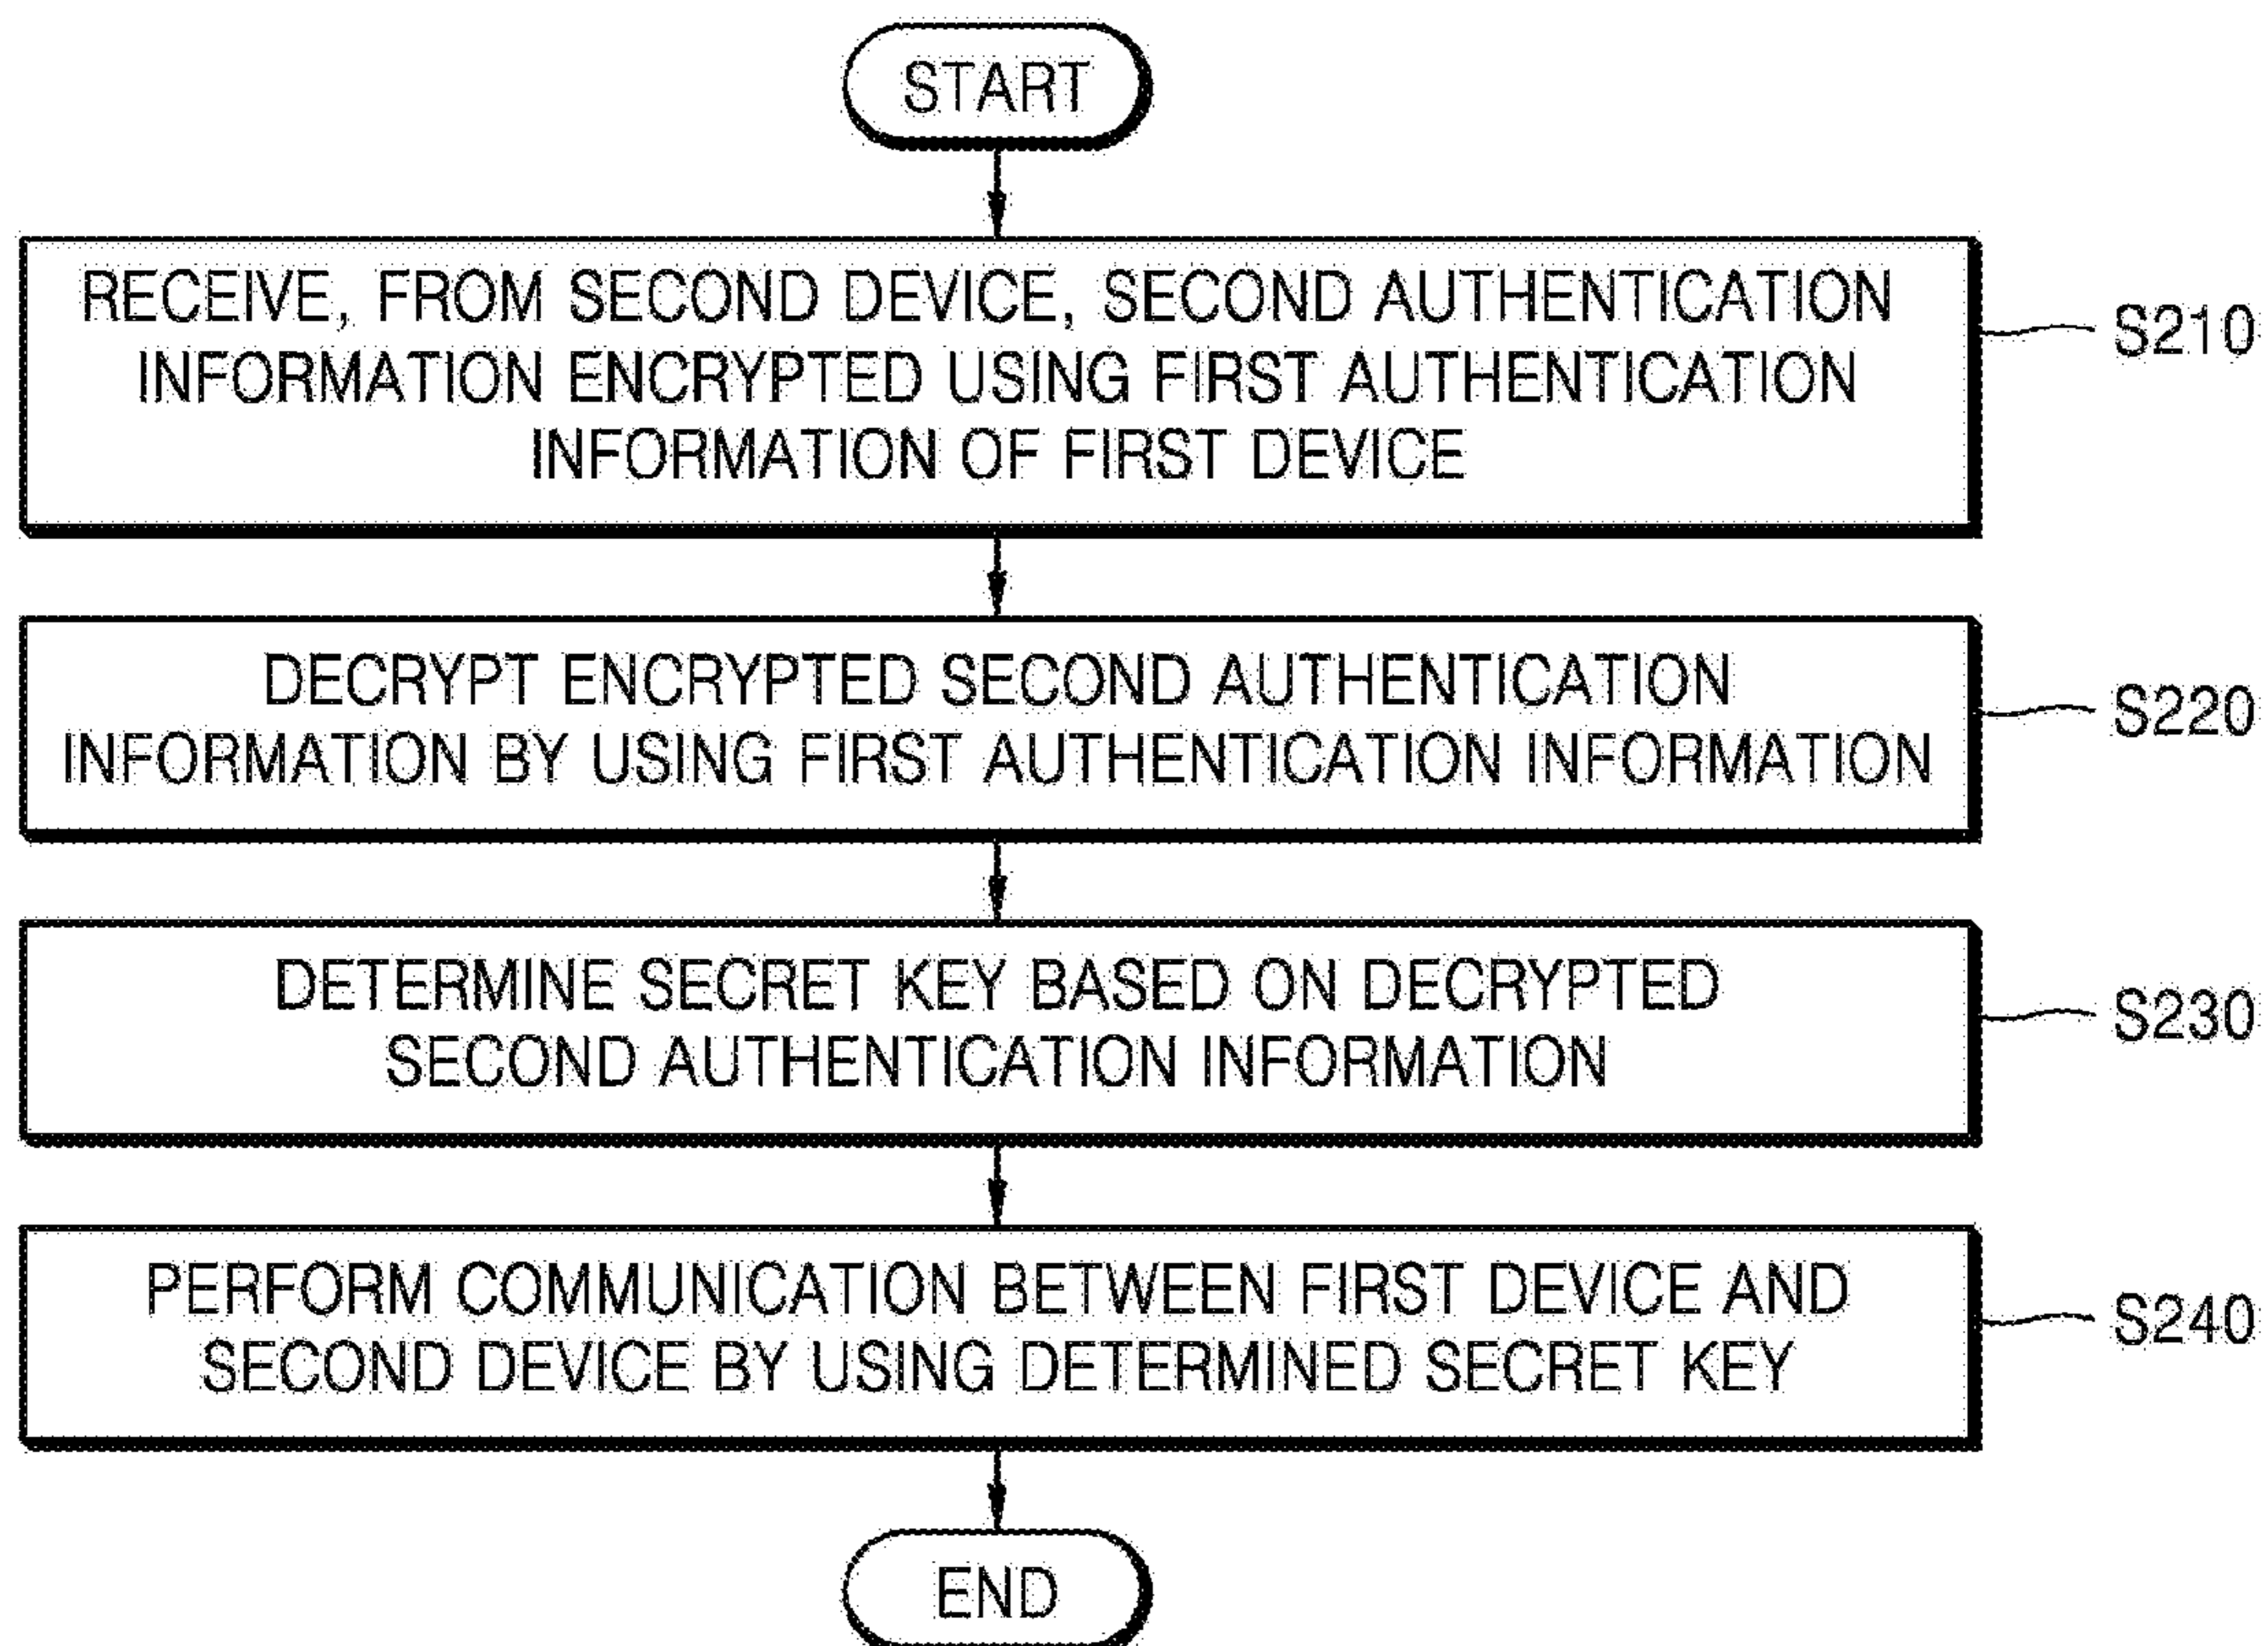 START
RECEIVE, FROM SECOND DEVICE, SECOND AUTHENTICATION
INFORMATION ENCRYPTED USING FIRST AUTHENTICATION
INFORMATION OF FIRST DEVICE
S210
DECRYPT ENCRYPTED SECOND AUTHENTICATION
INFORMATION BY USING FIRST AUTHENTICATION INFORMATION
S220
DETERMINE SECRET KEY BASED ON DECRYPTED
SECOND AUTHENTICATION INFORMATION
S230
PERFORM COMMUNICATION BETWEEN FIRST DEVICE AND
SECOND DEVICE BY USING DETERMINED SECRET KEY
S240
END